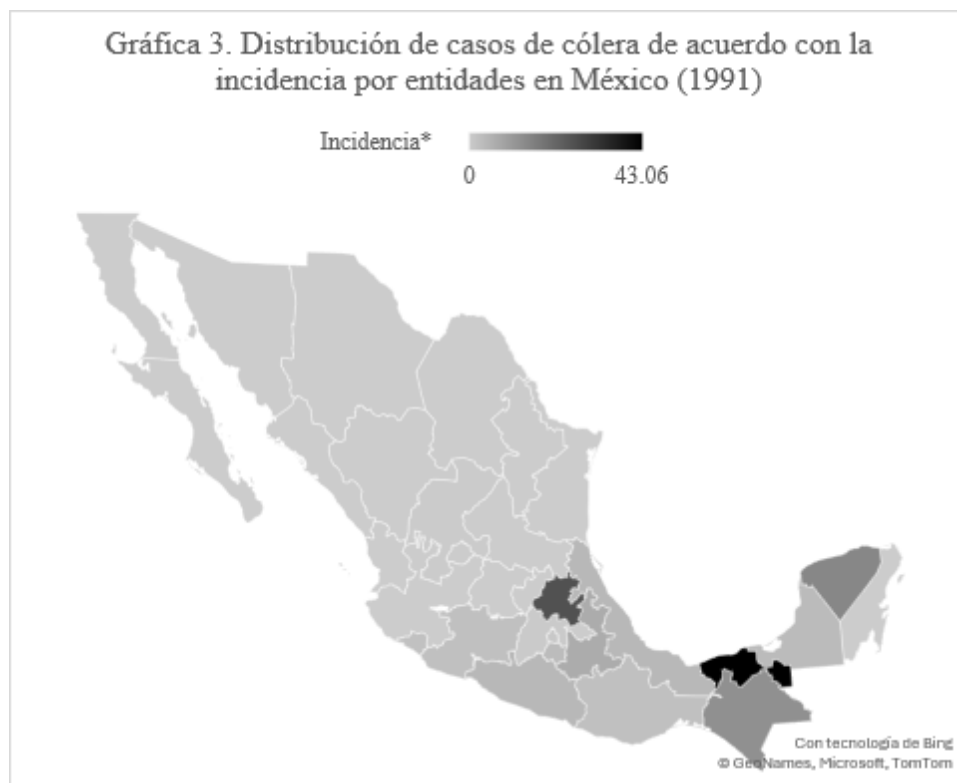 Gráfica 3. Distribución de casos de cólera de acuerdo con la
incidencia por entidades en México (1991)
Incidencia*
0 43.06
Con tecnología de Bing
© GeoNames, Microsoft, TomTom